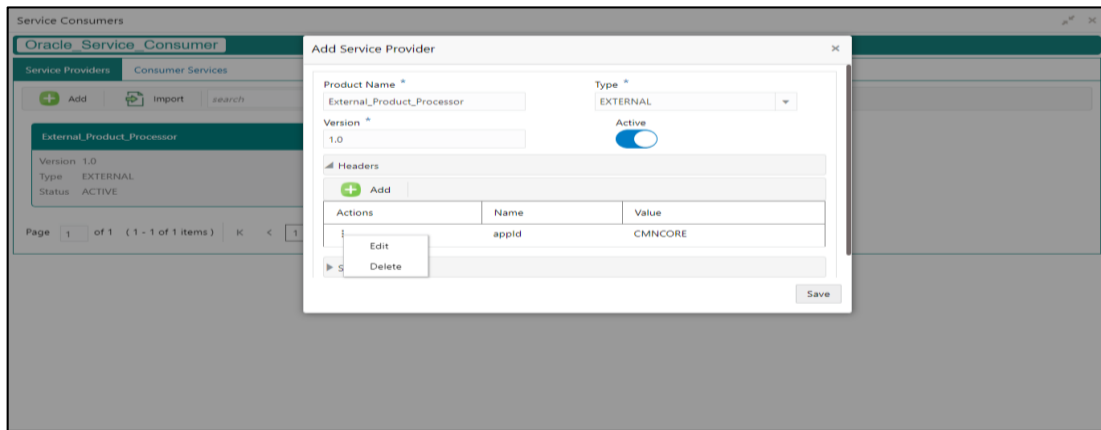 Service Consumers
Oracle_Service_Consumer
Service Providers Consumer Services
Add Import search
External_Product_Processor
Version 1.0
Type EXTERNAL
Status ACTIVE
Page 1 of 1 (1 - 1 of 1 items) K < 1
Add Service Provider
Product Name * Type *
External_Product_Processor EXTERNAL
Version * Active
1.0
Headers
Add
Actions Name Value
appId CMNCORE
Edit
Delete
S
Save